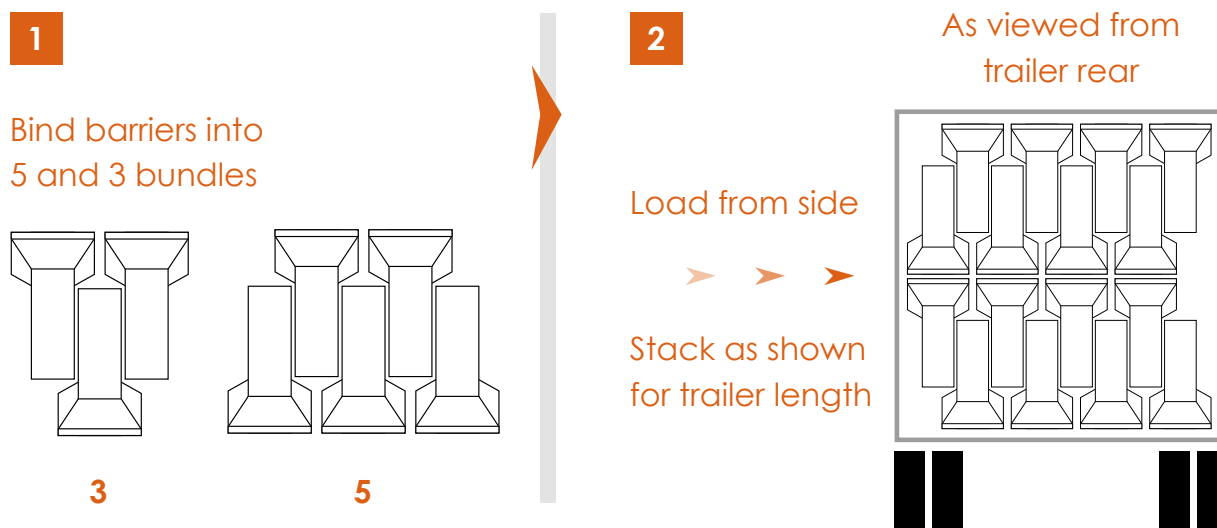 1
Bind barriers into
5 and 3 bundles
3
5
2
As viewed from
trailer rear
Load from side
Stack as shown
for trailer length